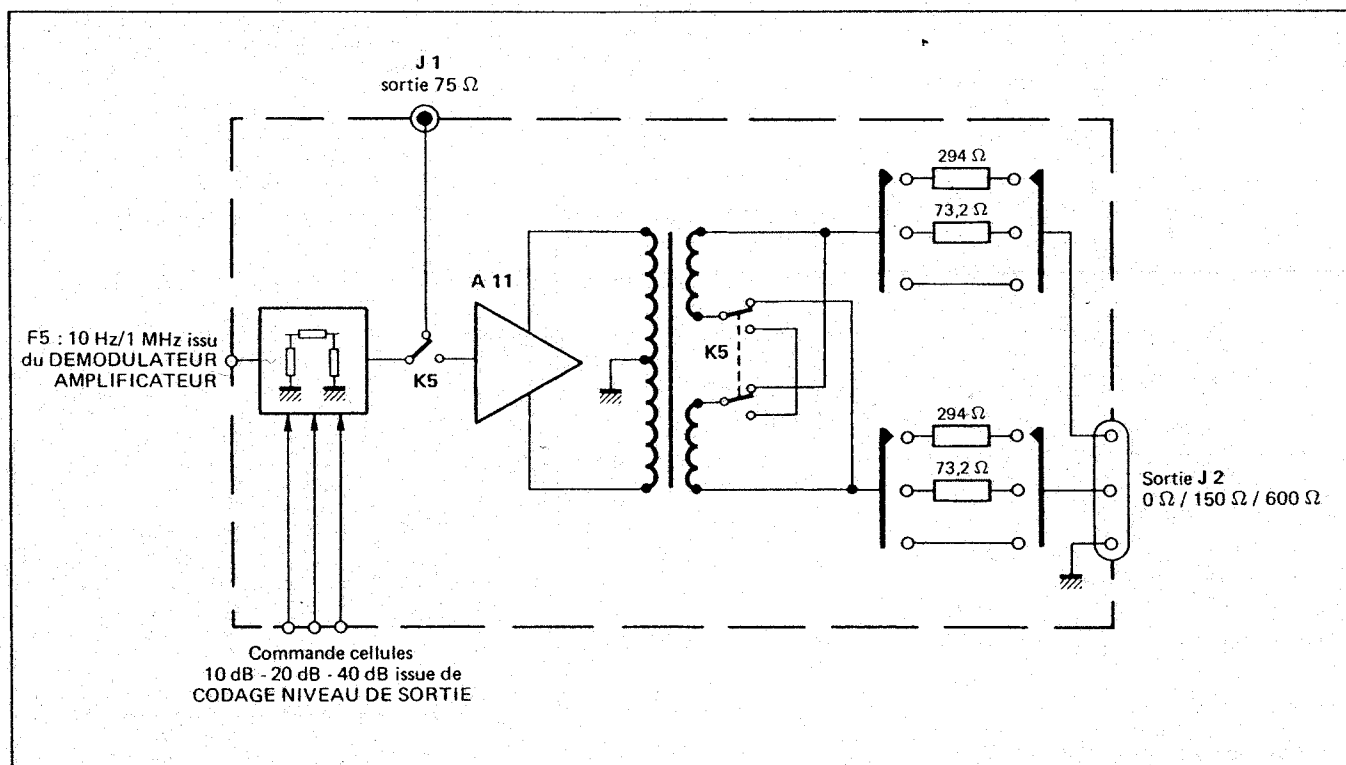 J 1
sortie 75 Ω
294 Ω
73,2 Ω
A 11
F5 : 10 Hz/1 MHz issu
du DEMODULATEUR
AMPLIFICATEUR
K5
K5
294 Ω
73,2 Ω
Sortie J 2
0 Ω / 150 Ω / 600 Ω
Commande cellules
10 dB - 20 dB - 40 dB issue de
CODAGE NIVEAU DE SORTIE